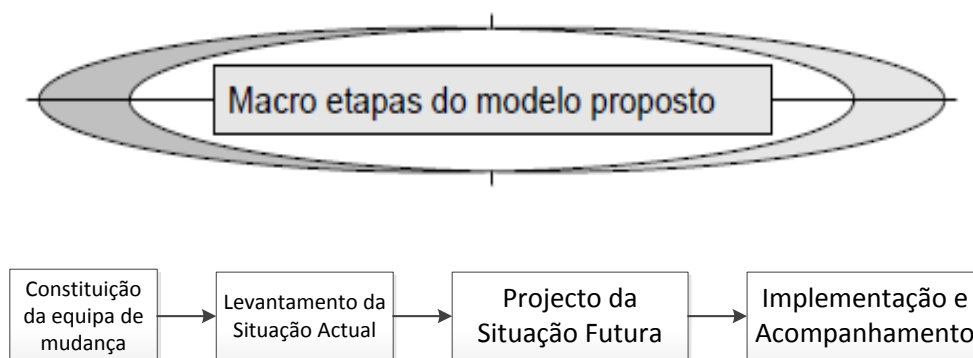 Macro etapas do modelo proposto
Constituição
da equipa de
mudança
Levantamento da
Situação Actual
Projecto da
Situação Futura
Implementação e
Acompanhamento